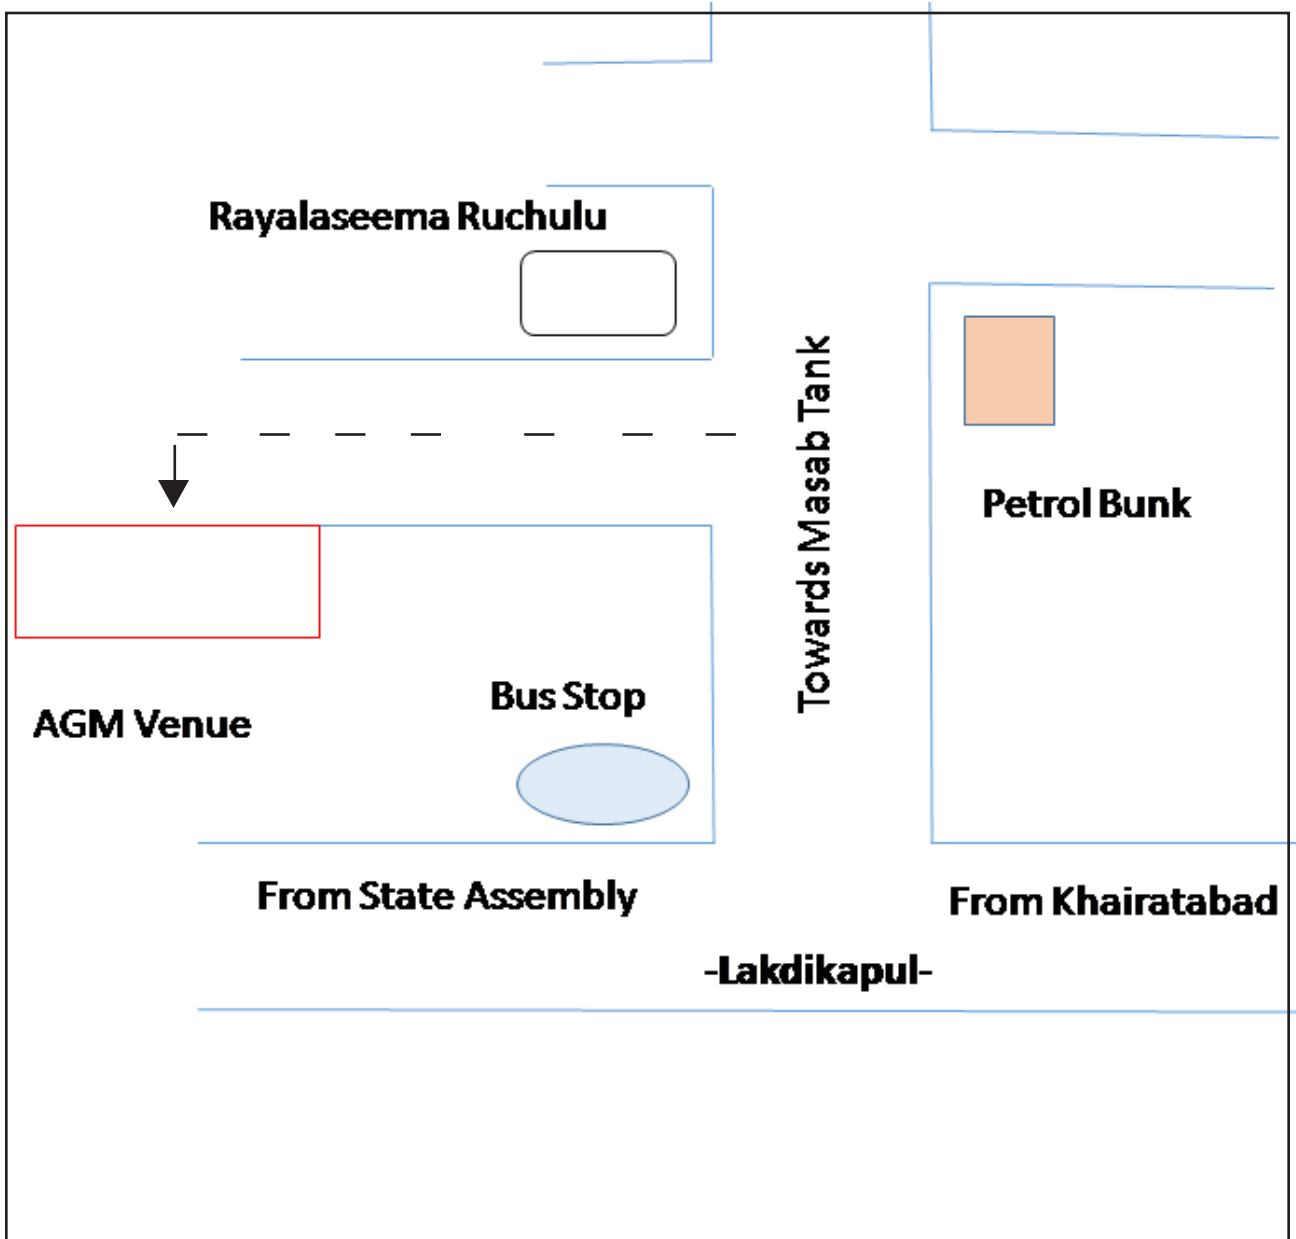 Rayalaseema Ruchulu
Towards Masab Tank
Petrol Bunk
Bus Stop
AGM Venue
From State Assembly
From Khairatabad
-Lakdikapul-